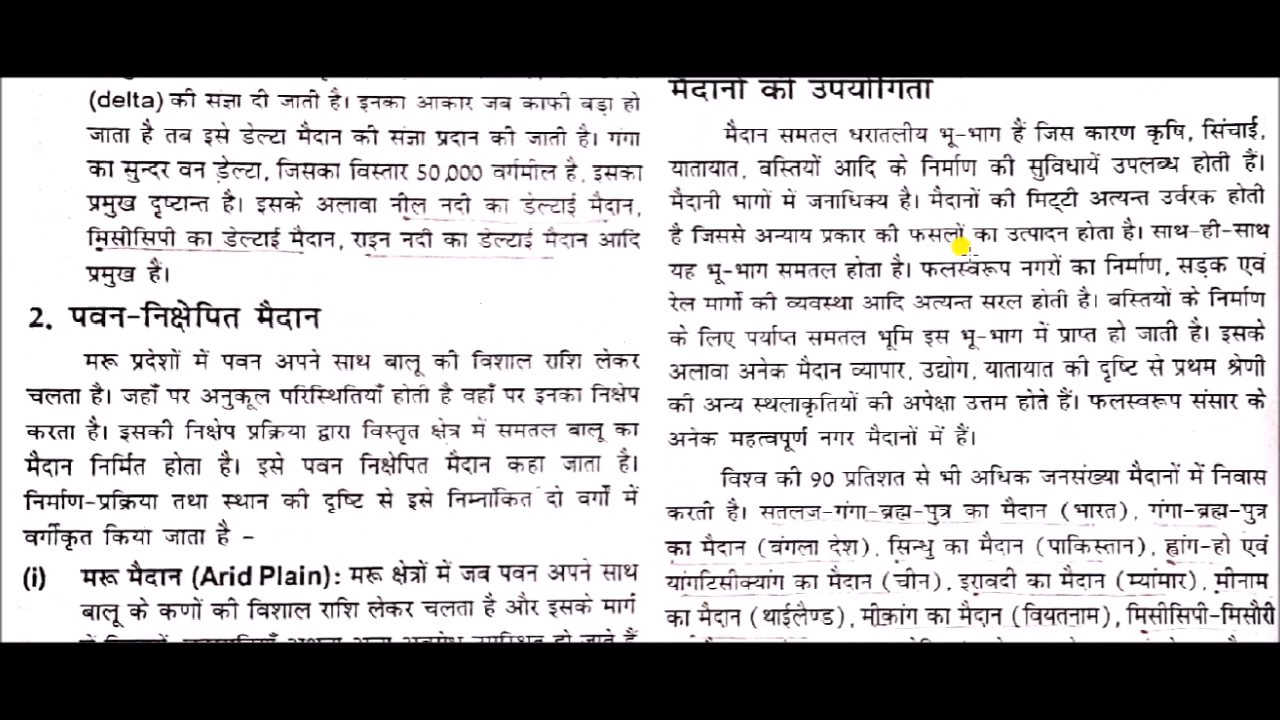 (delta) की संज्ञा दी जाती है। इनका आकार जब काफी बड़ा हो
जाता है तब इसे डेल्टा मैदान की संज्ञा प्रदान की जाती है। गंगा
का सुन्दर वन ड़ेल्टा, जिसका विस्तार 50,000 वर्गमील है, इसका
प्रमुख दृष्टान्त है। इसके अलावा नील नदी का डेल्टाई मैदान,
मिसीसिपी का डेल्टाई मैदान, राइन नदी का डेल्टाई मैदान आदि
प्रमुख हैं।
2. पवन-निक्षेपित मैदान
मरू प्रदेशों में पवन अपने साथ बालू की विशाल राशि लेकर
चलता है। जहाँ पर अनुकूल परिस्थितियाँ होती है वहाँ पर इनका निक्षेप
करता है। इसकी निक्षेप प्रक्रिया द्वारा विस्तृत क्षेत्र में समतल बालू का
मैदान निर्मित होता है। इसे पवन निक्षेपित मैदान कहा जाता है।
निर्माण-प्रक्रिया तथा स्थान की दृष्टि से इसे निम्नांकित दो वर्गों में
वर्गीकृत किया जाता है -
(i) मरू मैदान (Arid Plain): मरू क्षेत्रों में जब पवन अपने साथ
बालू के कणों की विशाल राशि लेकर चलता है और इसके मार्ग
मैदानों की उपयोगिता
मैदान समतल धरातलीय भू-भाग हैं जिस कारण कृषि, सिंचाई,
यातायात, बस्तियों आदि के निर्माण की सुविधायें उपलब्ध होती हैं।
मैदानी भागों में जनाधिक्य है। मैदानों की मिट्टी अत्यन्त उर्वरक होती
है जिससे अन्याय प्रकार की फसलों का उत्पादन होता है। साथ-ही-साथ
यह भू-भाग समतल होता है। फलस्वरूप नगरों का निर्माण, सड़क एवं
रेल मार्गों की व्यवस्था आदि अत्यन्त सरल होती है। बस्तियों के निर्माण
के लिए पर्याप्त समतल भूमि इस भू-भाग में प्राप्त हो जाती है। इसके
अलावा अनेक मैदान व्यापार, उद्योग, यातायात की दृष्टि से प्रथम श्रेणी
की अन्य स्थलाकृतियों की अपेक्षा उत्तम होते हैं। फलस्वरूप संसार के
अनेक महत्वपूर्ण नगर मैदानों में हैं।
विश्व की 90 प्रतिशत से भी अधिक जनसंख्या मैदानों में निवास
करती है। सतलज-गंगा-ब्रह्म-पुत्र का मैदान (भारत), गंगा-ब्रह्म-पुत्र
का मैदान (वंगला देश), सिन्धु का मैदान (पाकिस्तान), ह्वांग-हो एवं
यांगटिसीक्यांग का मैदान (चीन), इरावदी का मैदान (म्यांमार), मीनाम
का मैदान (थाईलैण्ड), मीकांग का मैदान (वियतनाम), मिसीसिपी-मिसौरी